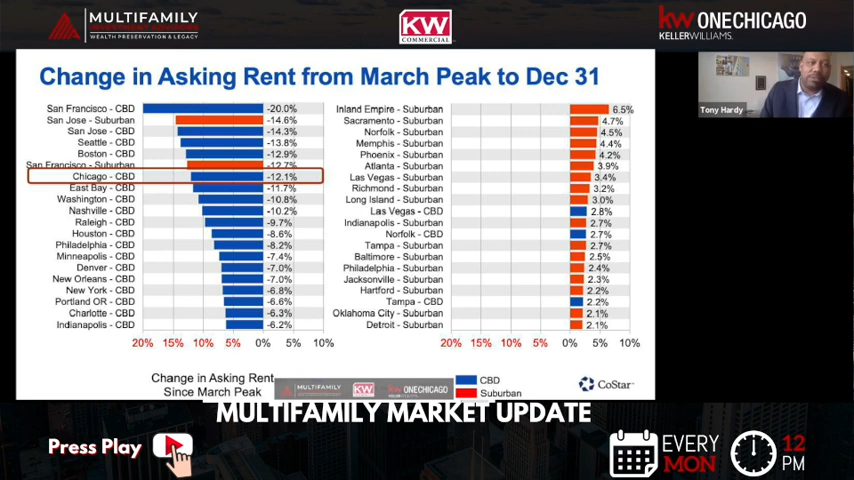 MULTIFAMILY
WEALTH PRESERVATION & LEGACY
KW
COMMERCIAL
kw ONECHICAGO
KELLERWILLIAMS.
Change in Asking Rent from March Peak to Dec 31
San Francisco - CBD -20.0%
San Jose - Suburban -14.6%
San Jose - CBD -14.3%
Seattle - CBD -13.8%
Boston - CBD -12.9%
San Francisco - Suburban -12.7%
Chicago - CBD -12.1%
East Bay - CBD -11.7%
Washington - CBD -10.8%
Nashville - CBD -10.2%
Raleigh - CBD -9.7%
Houston - CBD -8.6%
Philadelphia - CBD -8.2%
Minneapolis - CBD -7.4%
Denver - CBD -7.0%
New Orleans - CBD -7.0%
New York - CBD -6.8%
Portland OR - CBD -6.6%
Charlotte - CBD -6.3%
Indianapolis - CBD -6.2%
20% 15% 10% 5% 0% 5% 10%
Inland Empire - Suburban 6.5%
Sacramento - Suburban 4.7%
Norfolk - Suburban 4.5%
Memphis - Suburban 4.4%
Phoenix - Suburban 4.2%
Atlanta - Suburban 3.9%
Las Vegas - Suburban 3.4%
Richmond - Suburban 3.2%
Long Island - Suburban 3.0%
Las Vegas - CBD 2.8%
Indianapolis - Suburban 2.7%
Norfolk - CBD 2.7%
Tampa - Suburban 2.7%
Baltimore - Suburban 2.5%
Philadelphia - Suburban 2.4%
Jacksonville - Suburban 2.3%
Hartford - Suburban 2.2%
Tampa - CBD 2.2%
Oklahoma City - Suburban 2.1%
Detroit - Suburban 2.1%
20% 15% 10% 5% 5% 0% 10%
Change in Asking Rent
Since March Peak
MULTIFAMILY
KW
kw ONECHICAGO
CBD
Suburban
CoStar
Tony Hardy
MULTIFAMILY MARKET UPDATE
Press Play
EVERY
MON
12
PM